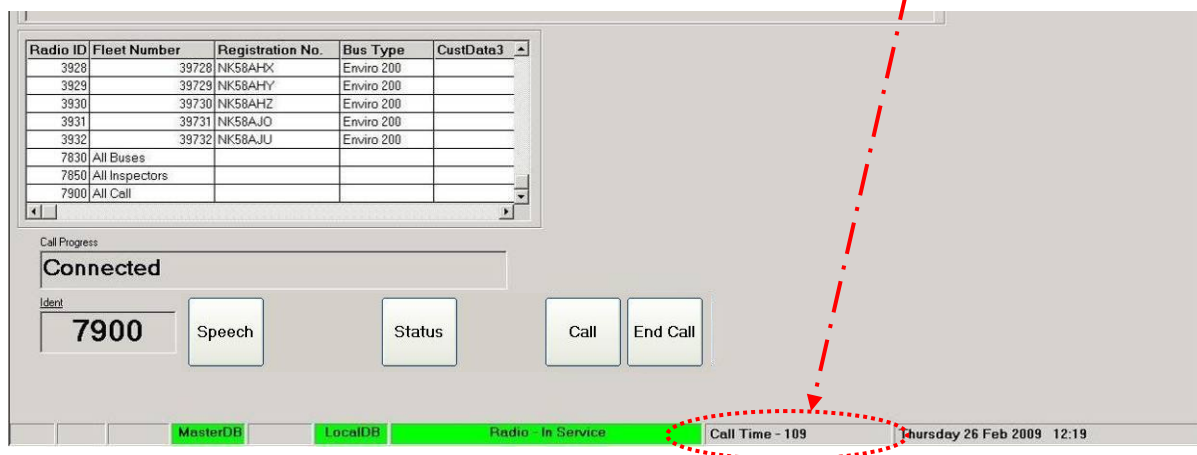 Radio ID Fleet Number Registration No. Bus Type CustData3
3928 39728 NK58AHX Enviro 200
3929 39729 NK58AHY Enviro 200
3930 39730 NK58AHZ Enviro 200
3931 39731 NK58AJO Enviro 200
3932 39732 NK58AJU Enviro 200
7830 All Buses
7850 All Inspectors
7900 All Call
Call Progress
Connected
Ident
7900 Speech Status Call End Call
MasterDB LocalDB Radio - In Service Call Time - 109 Thursday 26 Feb 2009 12:19